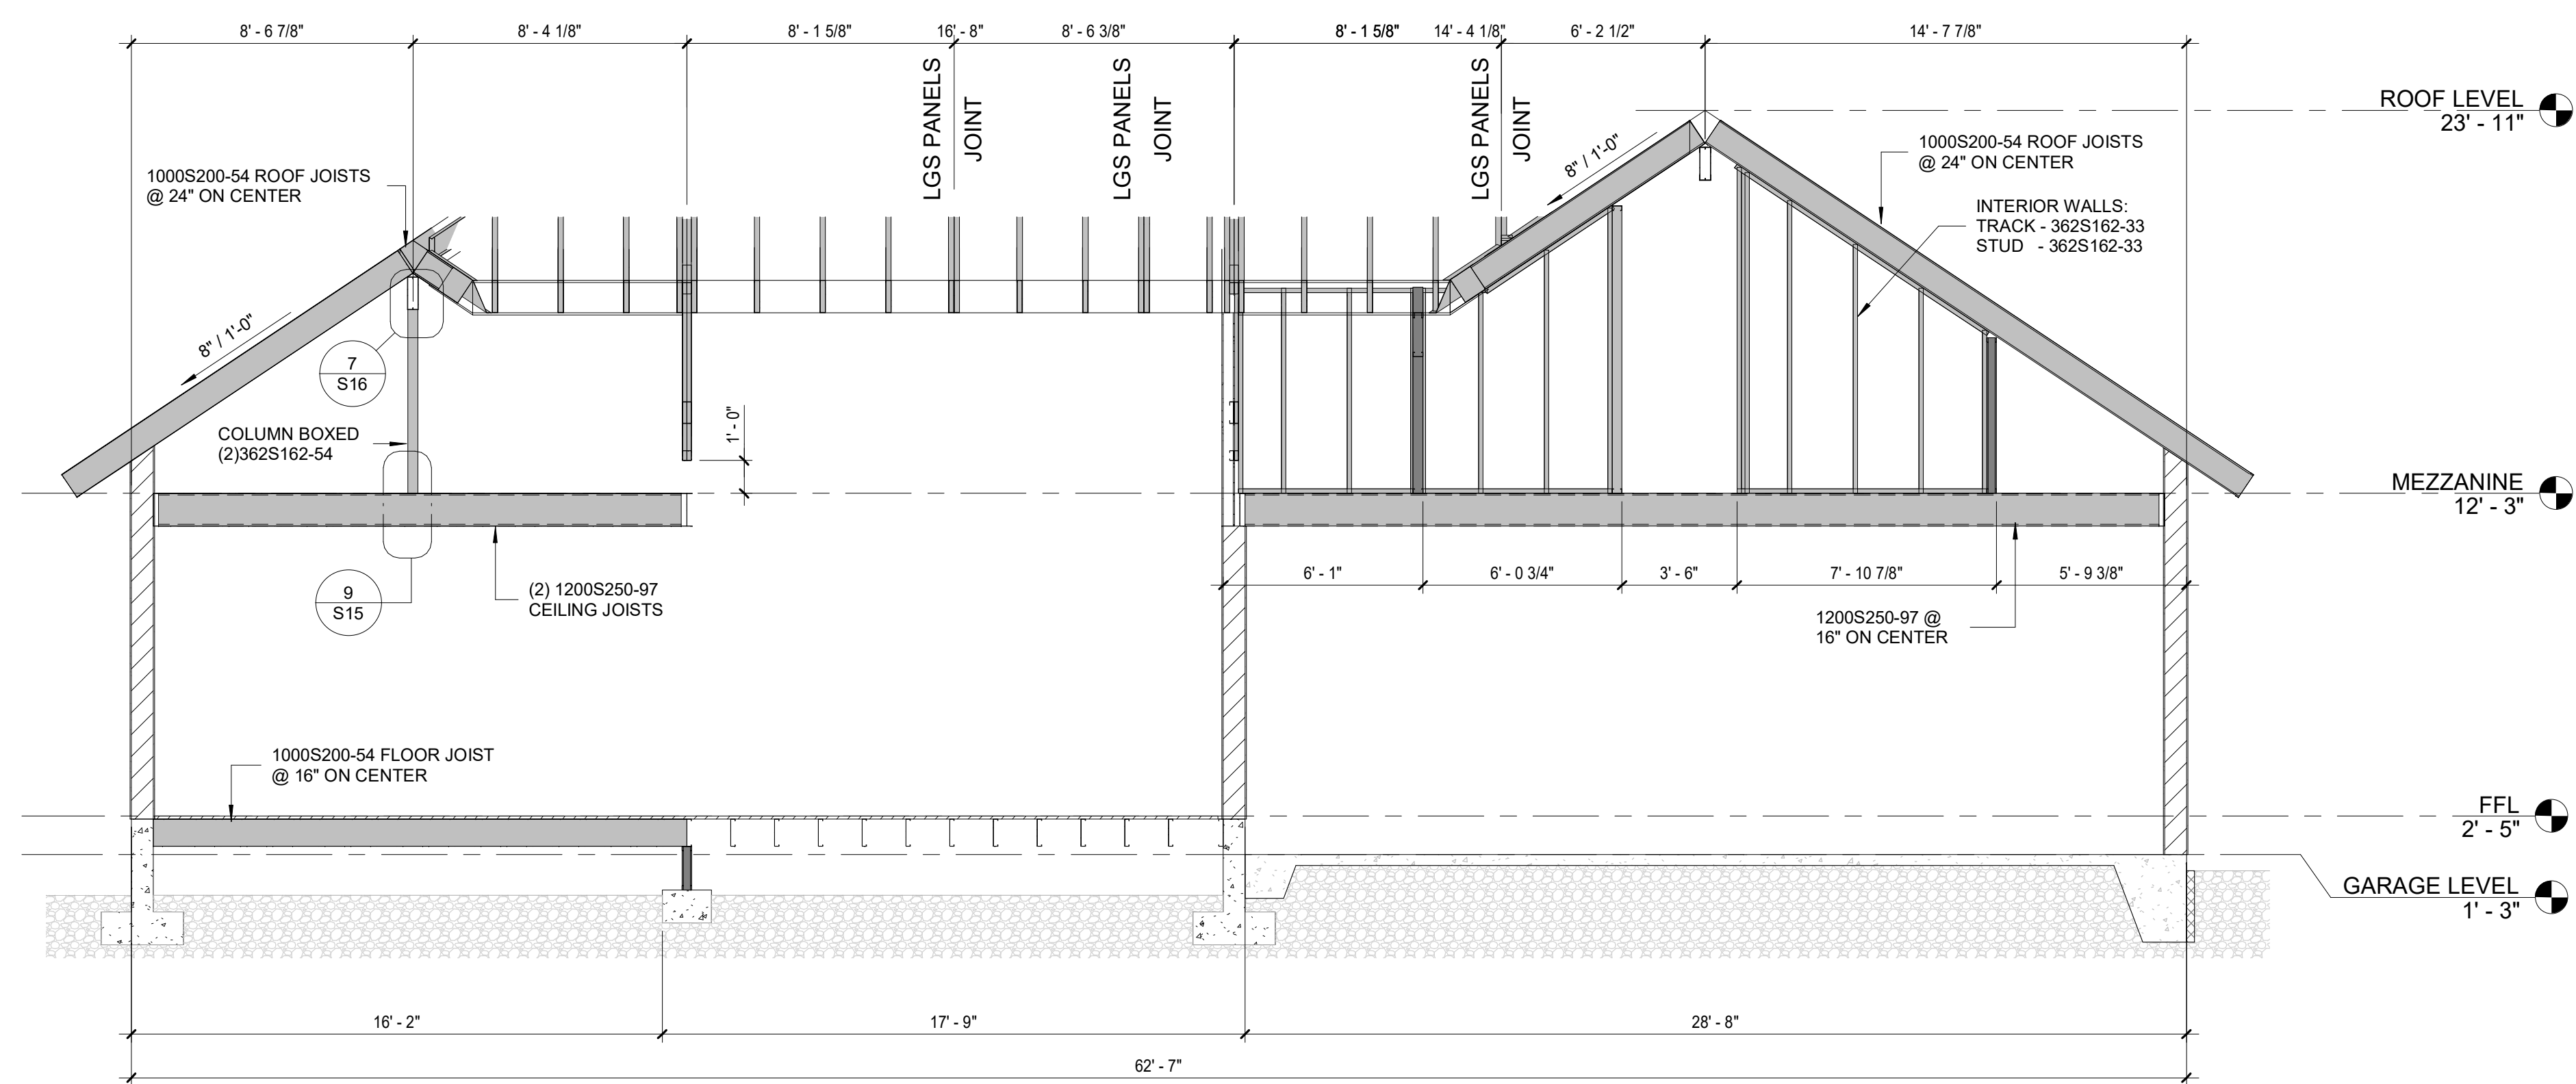 8' - 6 7/8"
8' - 4 1/8"
8' - 1 5/8"
16' - 8"
8' - 6 3/8"
8' - 1 5/8"
14' - 4 1/8"
6' - 2 1/2"
14' - 7 7/8"
LGS PANELS
JOINT
LGS PANELS
JOINT
LGS PANELS
JOINT
ROOF LEVEL
23' - 11"
1000S200-54 ROOF JOISTS
@ 24" ON CENTER
8" / 1'-0"
1000S200-54 ROOF JOISTS
@ 24" ON CENTER
INTERIOR WALLS:
TRACK - 362S162-33
STUD - 362S162-33
8" / 1'-0"
7
S16
COLUMN BOXED
(2)362S162-54
1' - 0"
MEZZANINE
12' - 3"
6' - 1"
6' - 0 3/4"
3' - 6"
7' - 10 7/8"
5' - 9 3/8"
9
S15
(2) 1200S250-97
CEILING JOISTS
1200S250-97 @
16" ON CENTER
1000S200-54 FLOOR JOIST
@ 16" ON CENTER
FFL
2' - 5"
GARAGE LEVEL
1' - 3"
16' - 2"
17' - 9"
28' - 8"
62' - 7"